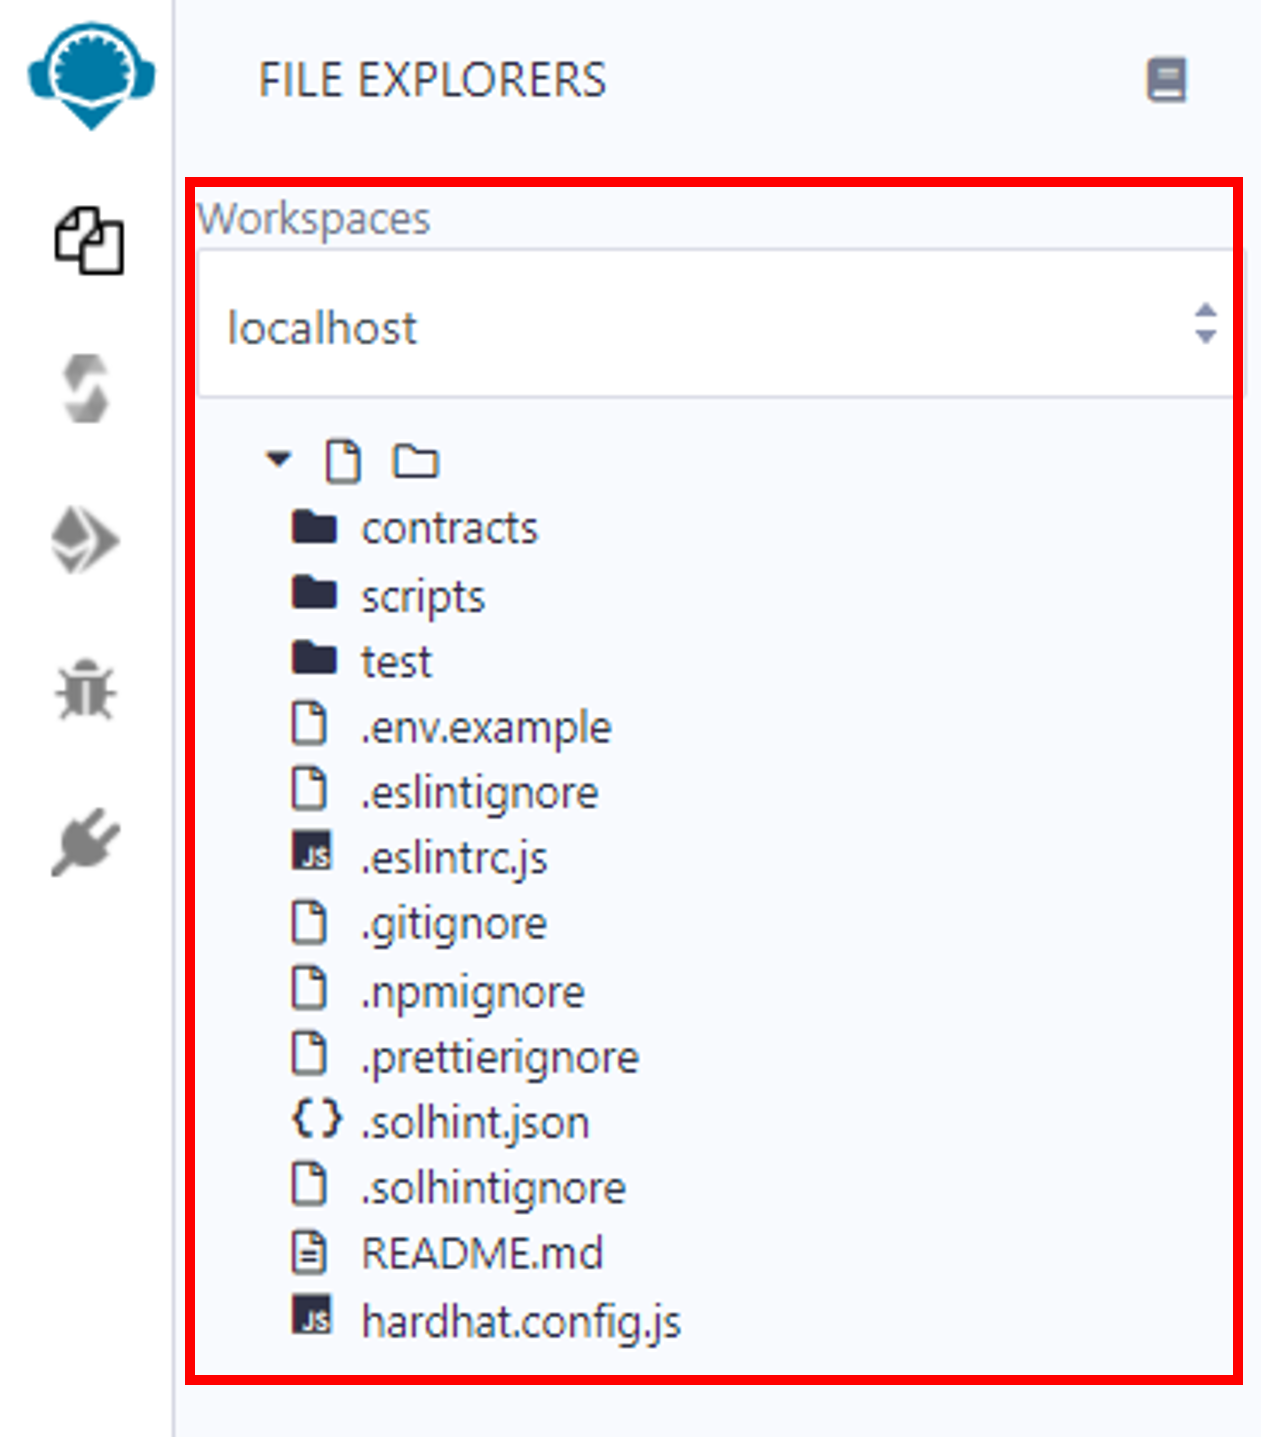 FILE EXPLORERS
Workspaces
localhost
contracts
scripts
test
.env.example
.eslintignore
JS .eslintrc.js
.gitignore
.npmignore
.prettierignore
{} .solhint.json
.solhintignore
README.md
JS hardhat.config.js